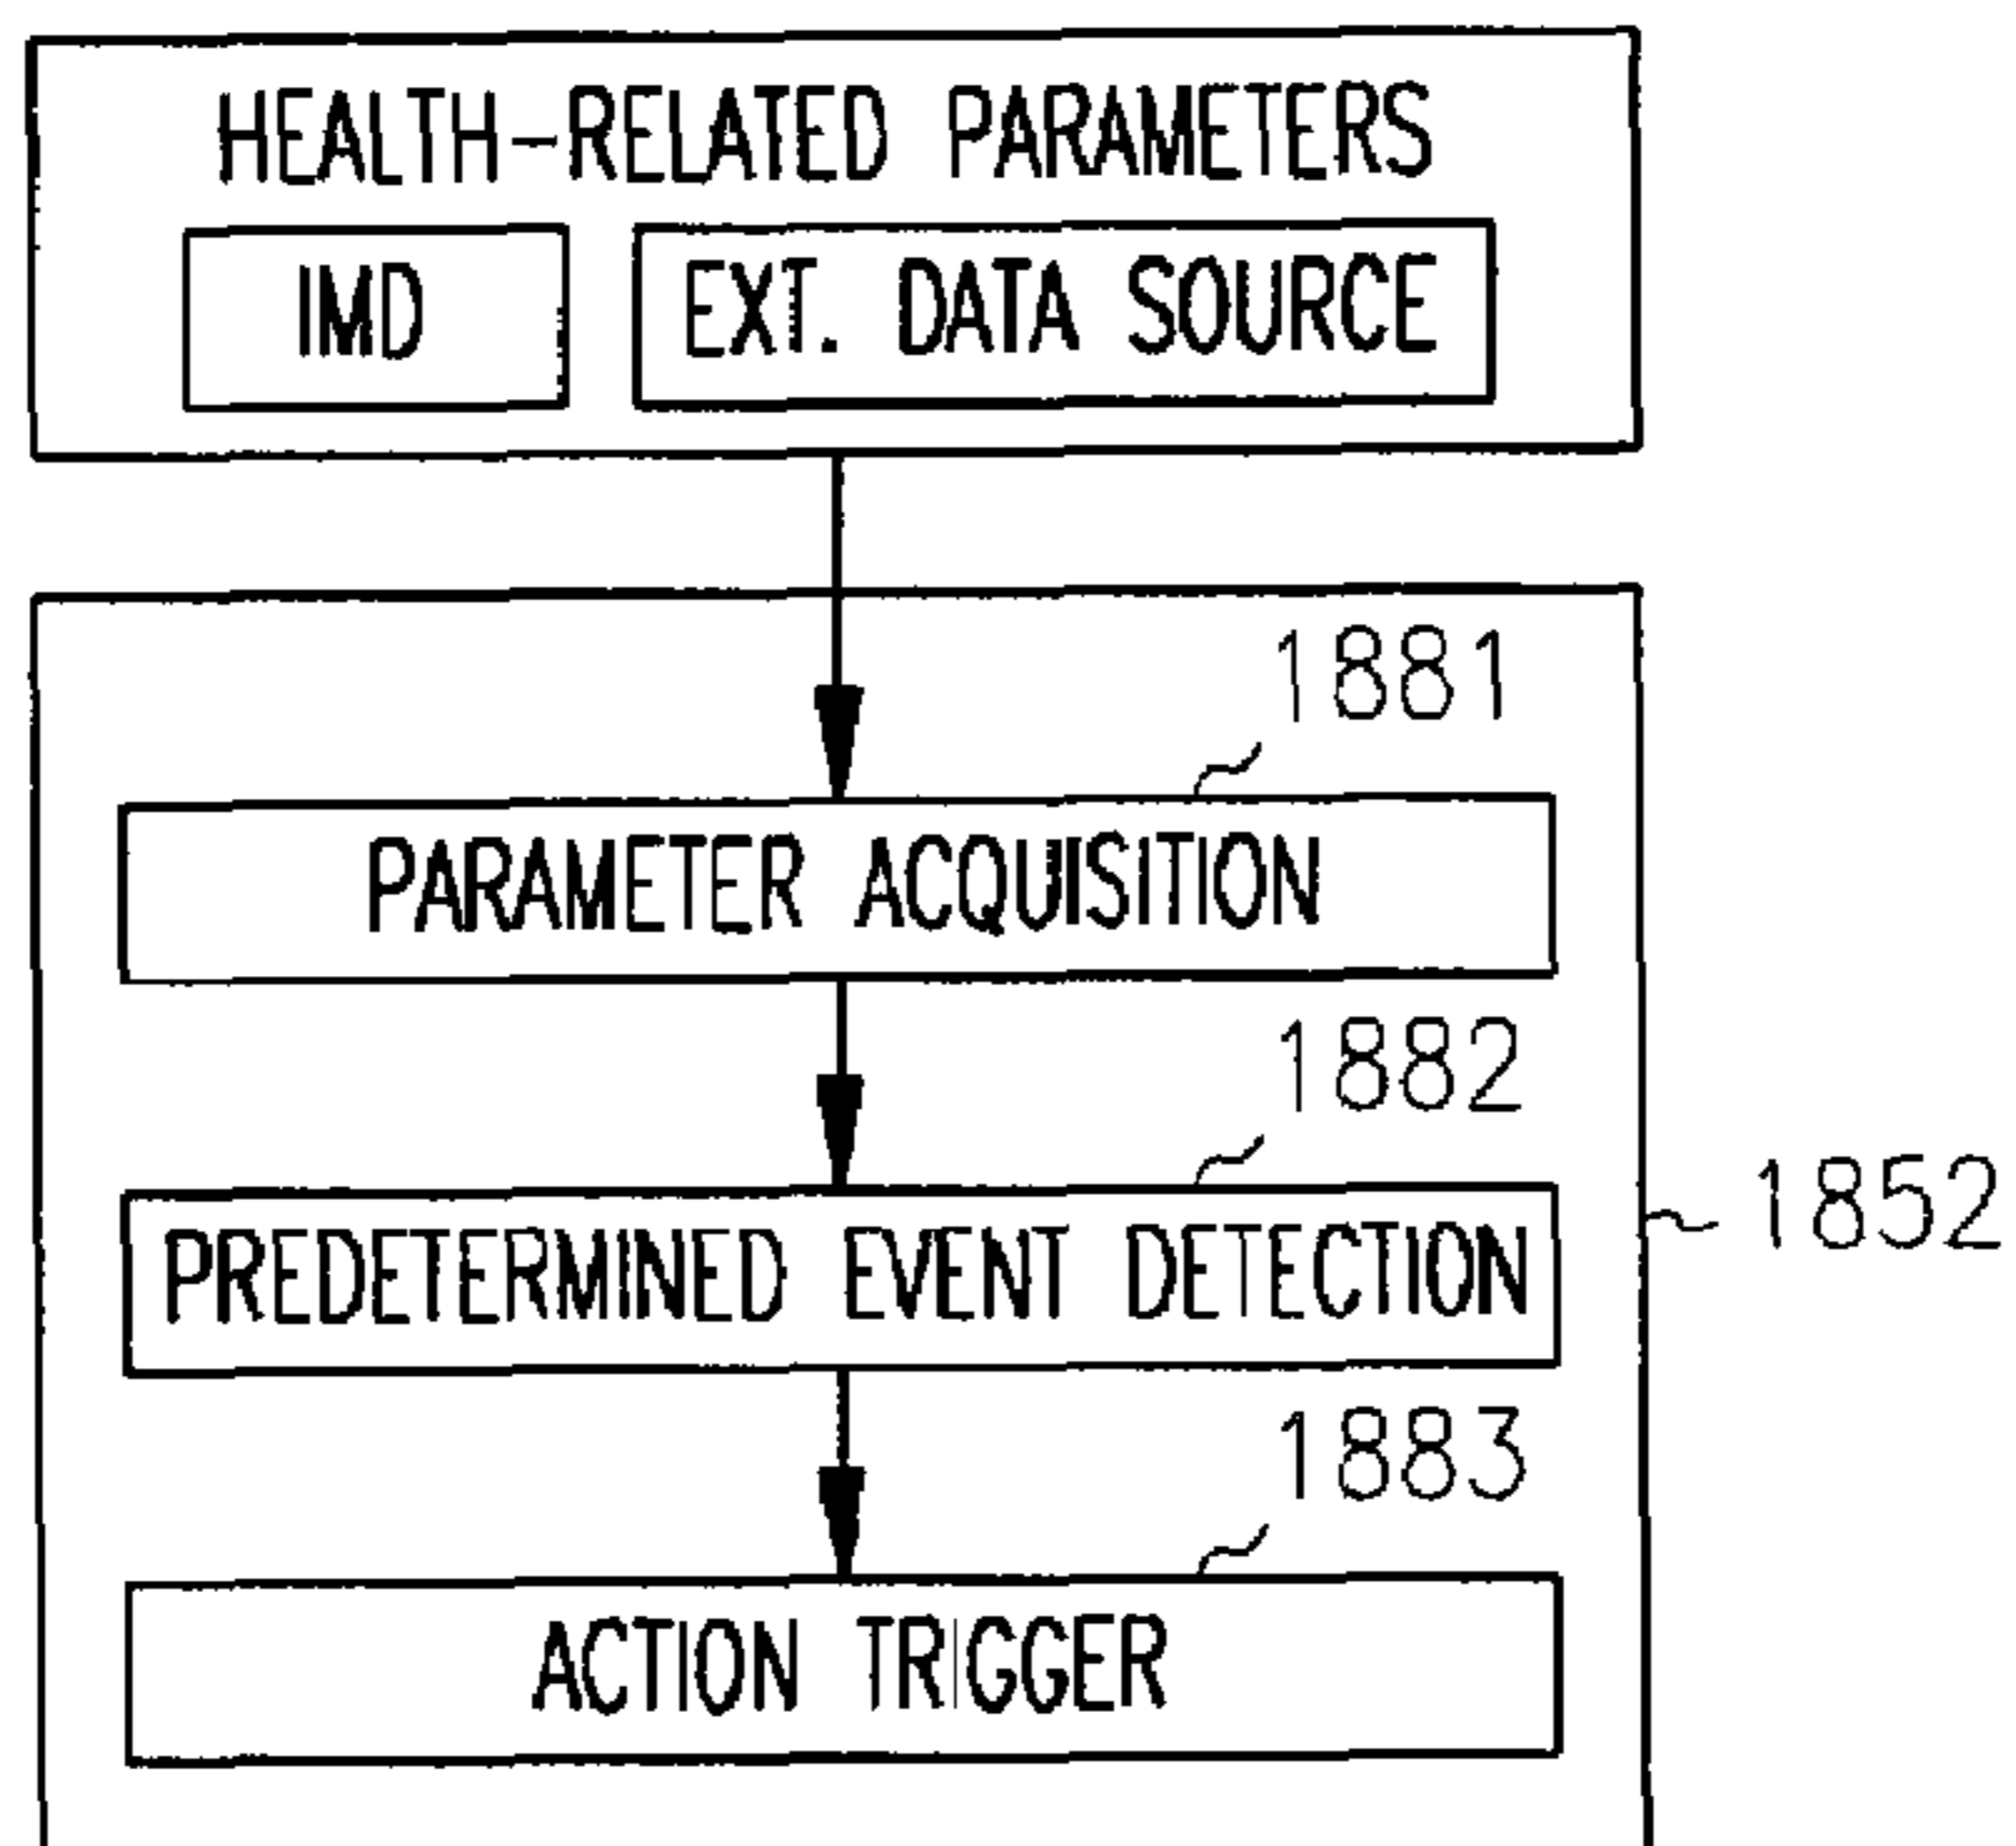 HEALTH-RELATED PARAMETERS
IMD
EXT. DATA SOURCE
1881
PARAMETER ACQUISITION
1882
1852
PREDETERMINED EVENT DETECTION
1883
ACTION TRIGGER